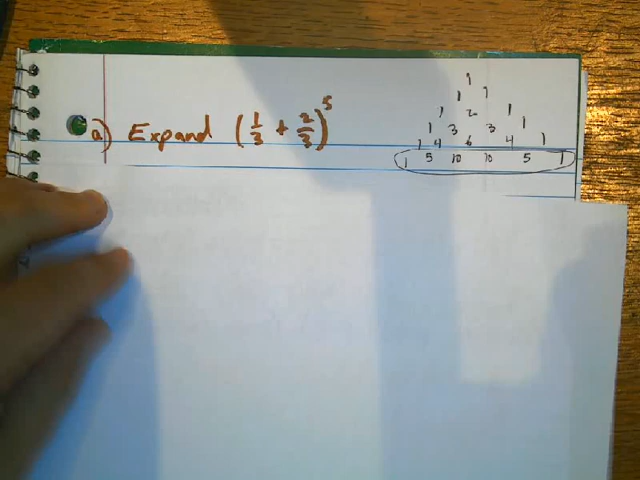 a) Expand (1/3 + 2/3)^5
1
1 1
1 2 1
1 3 3 1
1 4 6 4 1
1 5 10 10 5 1